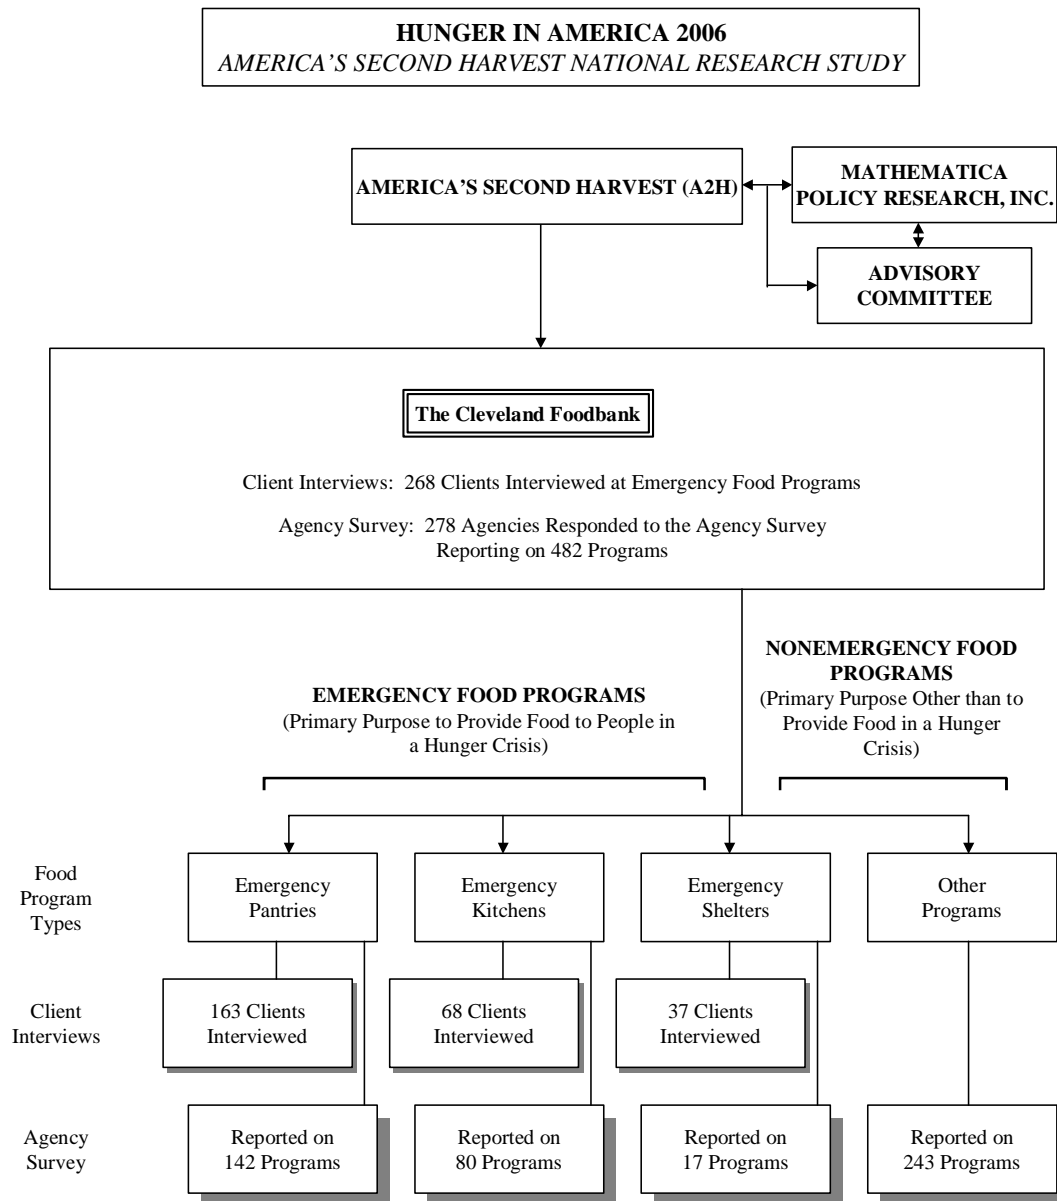 HUNGER IN AMERICA 2006
AMERICA'S SECOND HARVEST NATIONAL RESEARCH STUDY
AMERICA'S SECOND HARVEST (A2H)
MATHEMATICA
POLICY RESEARCH, INC.
ADVISORY
COMMITTEE
The Cleveland Foodbank
Client Interviews: 268 Clients Interviewed at Emergency Food Programs
Agency Survey: 278 Agencies Responded to the Agency Survey
Reporting on 482 Programs
EMERGENCY FOOD PROGRAMS
(Primary Purpose to Provide Food to People in
a Hunger Crisis)
NONEMERGENCY FOOD
PROGRAMS
(Primary Purpose Other than to
Provide Food in a Hunger
Crisis)
Food
Program
Types
Emergency
Pantries
Emergency
Kitchens
Emergency
Shelters
Other
Programs
Client
Interviews
163 Clients
Interviewed
68 Clients
Interviewed
37 Clients
Interviewed
Agency
Survey
Reported on
142 Programs
Reported on
80 Programs
Reported on
17 Programs
Reported on
243 Programs